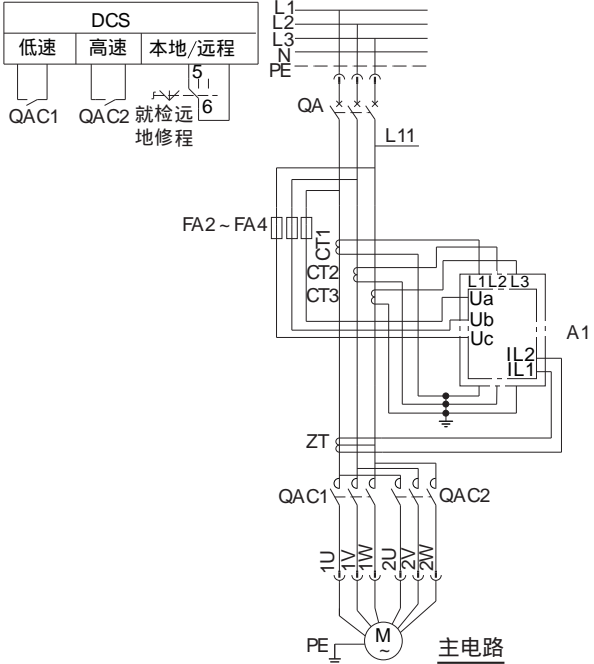 DCS
低速 高速 本地/远程
5
6
QAC1 QAC2 就检远
地修程
L1
L2
L3
N
PE
QA
L11
FA2~FA4
CT1
CT2
CT3
L1 L2 L3
Ua
Ub
Uc
IL2
IL1
A1
ZT
QAC1 QAC2
1U 1V 1W 2U 2V 2W
PE
M
~
主电路